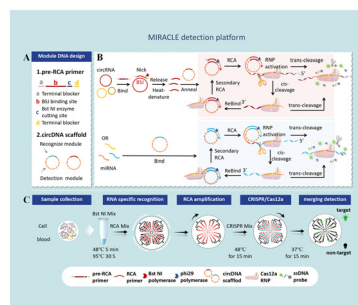 MIRACLE detection platform
A
Module DNA design
1.pre-RCA primer
a b c d
a Terminal blocker
b BSJ binding site
c Bst NI enzyme cutting site
d Terminal blocker
2.circDNA scaffold
Recognize module
Detection module
B
circRNA
Nick
BSJ
Bind
Release
Heat-denature
Anneal
RCA
RNP activation
trans-cleavage
5'
cis-cleavage
Secondary RCA
ReBind
3'
trans-cleavage
OR
miRNA
Bind
RCA
RNP activation
trans-cleavage
5'
cis-cleavage
Secondary RCA
ReBind
3'
trans-cleavage
C
Sample collection
RNA specific recognition
RCA amplification
CRISPR/Cas12a
merging detection
Cell
blood
Bst NI Mix
48°C 5 min
95°C 30 S
RCA Mix
CRISPR Mix
48°C for 15 min
37°C for 15 min
target
non-target
pre-RCA primer
RCA primer
Bst NI polymerase
phi29 polymerase
circDNA scaffold
Cas12a RNP
ssDNA probe